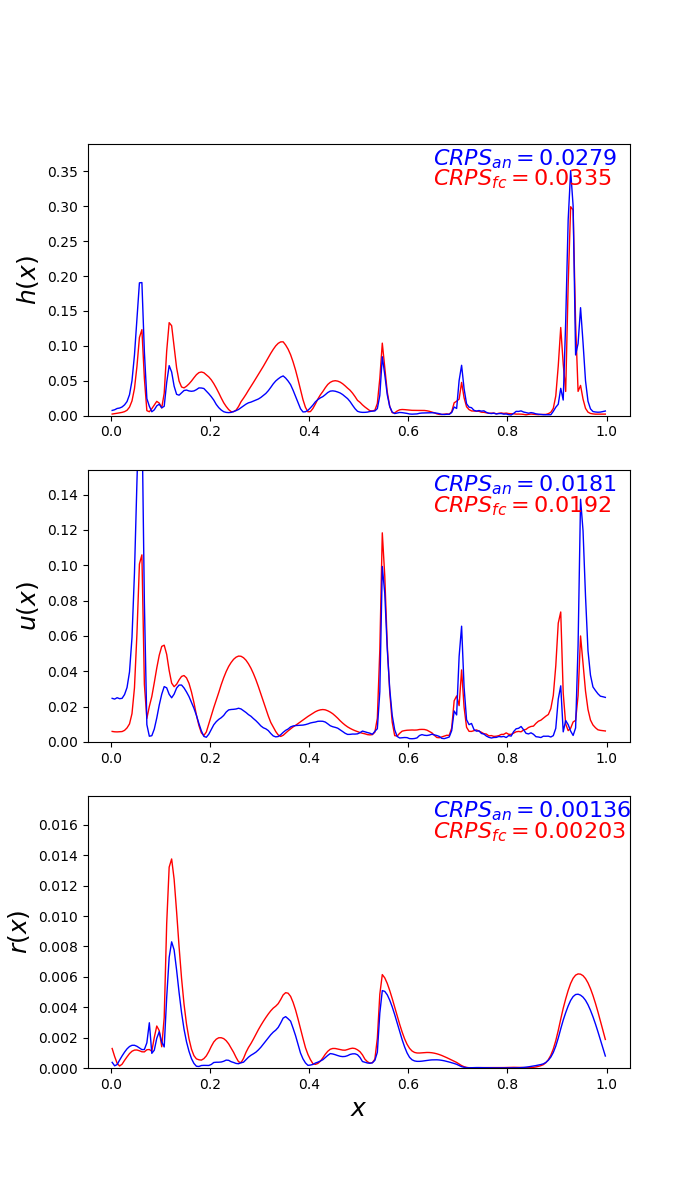 CRPS_an = 0.0279
CRPS_fc = 0.0335
0.35
0.30
0.25
0.20
0.15
0.10
0.05
0.00
h(x)
0.0 0.2 0.4 0.6 0.8 1.0
CRPS_an = 0.0181
CRPS_fc = 0.0192
0.14
0.12
0.10
0.08
0.06
0.04
0.02
0.00
u(x)
0.0 0.2 0.4 0.6 0.8 1.0
CRPS_an = 0.00136
CRPS_fc = 0.00203
0.016
0.014
0.012
0.010
0.008
0.006
0.004
0.002
0.000
r(x)
0.0 0.2 0.4 0.6 0.8 1.0
x